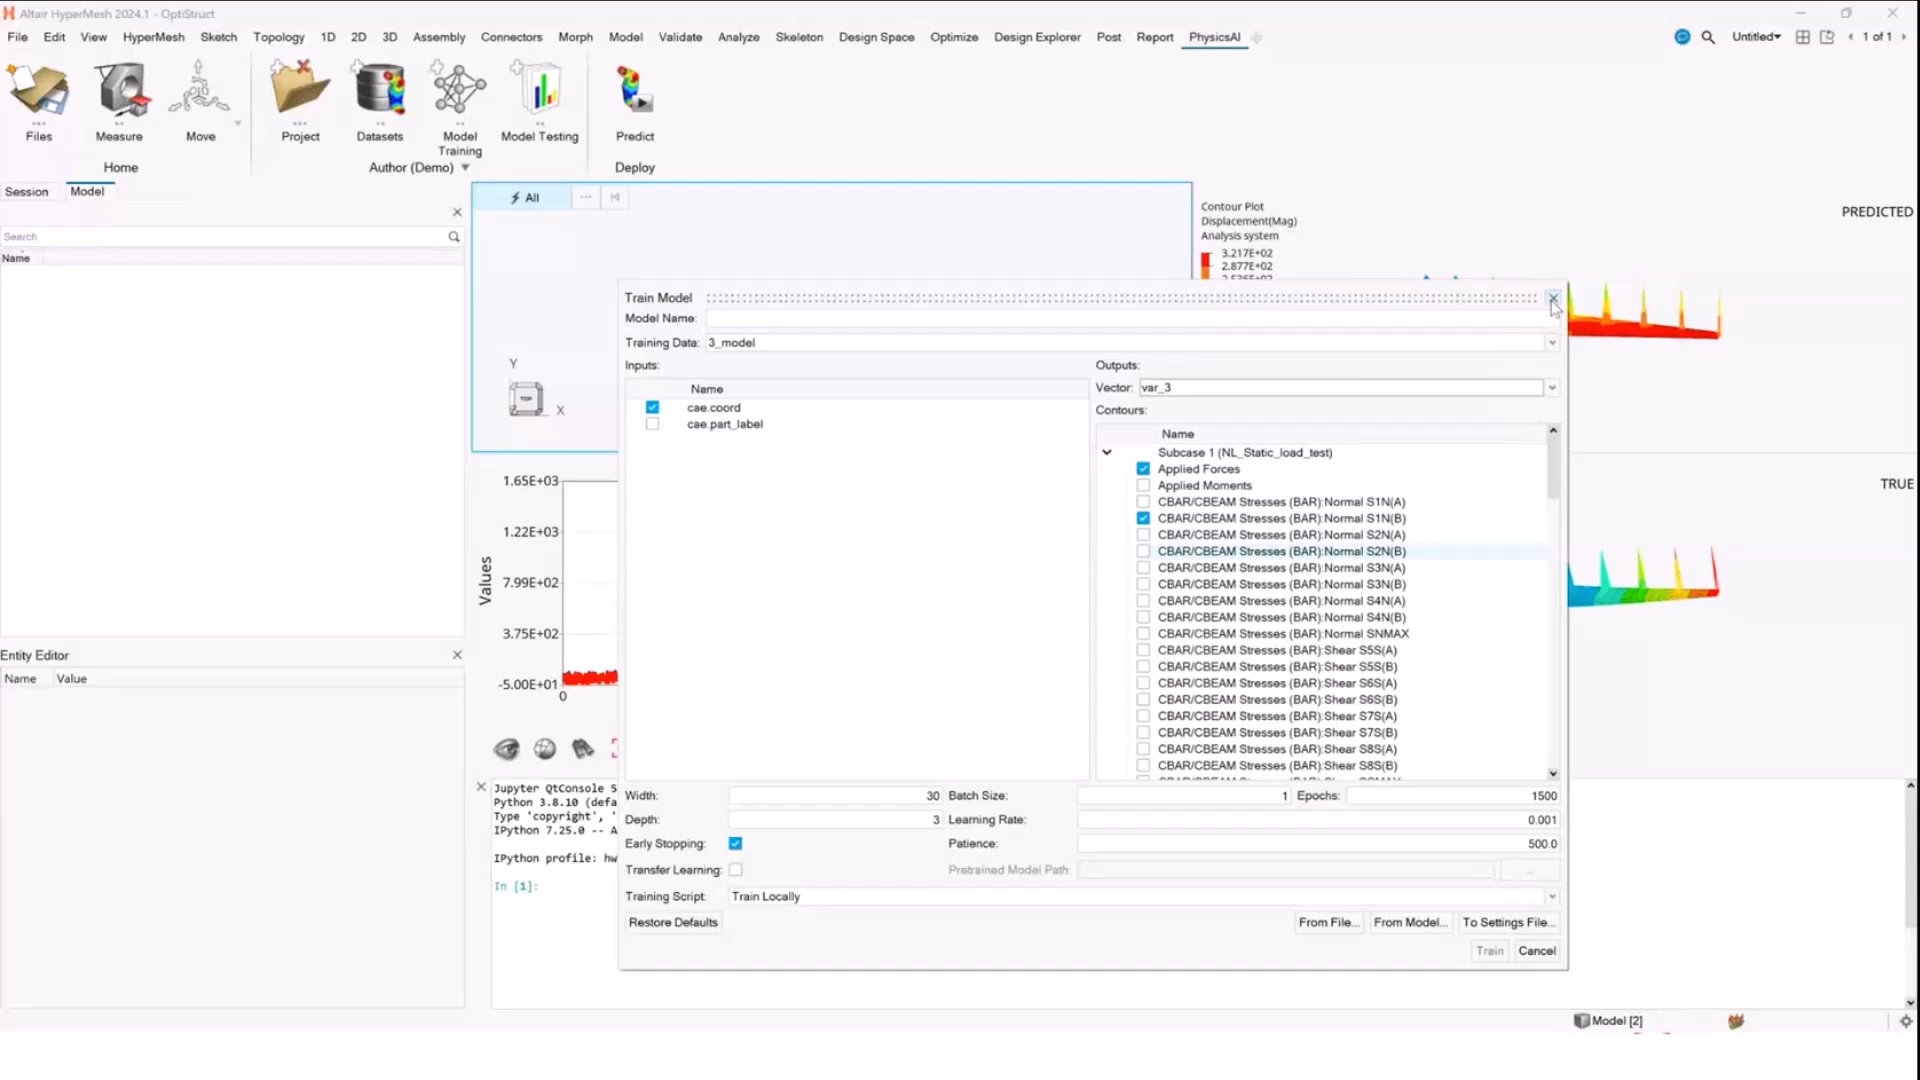 Altair HyperMesh 2024.1 - OptiStruct
File Edit View HyperMesh Sketch Topology 1D 2D 3D Assembly Connectors Morph Model Validate Analyze Skeleton Design Space Optimize Design Explorer Post Report PhysicsAI Untitled 1 of 1
Files Measure Move Project Datasets Model Training Model Testing Predict
Home Author (Demo) Deploy
Session Model
Search
Name
Entity Editor
Name Value
All
Y
TOP
X
Contour Plot
Displacement(Mag)
Analysis system
3.217E+02
2.877E+02
PREDICTED
TRUE
Train Model
Model Name:
Training Data: 3_model
Inputs:
Name
cae.coord
cae.part_label
Outputs:
Vector: var_3
Contours:
Name
Subcase 1 (NL_Static_load_test)
Applied Forces
Applied Moments
CBAR/CBEAM Stresses (BAR):Normal S1N(A)
CBAR/CBEAM Stresses (BAR):Normal S1N(B)
CBAR/CBEAM Stresses (BAR):Normal S2N(A)
CBAR/CBEAM Stresses (BAR):Normal S2N(B)
CBAR/CBEAM Stresses (BAR):Normal S3N(A)
CBAR/CBEAM Stresses (BAR):Normal S3N(B)
CBAR/CBEAM Stresses (BAR):Normal S4N(A)
CBAR/CBEAM Stresses (BAR):Normal S4N(B)
CBAR/CBEAM Stresses (BAR):Normal SNMAX
CBAR/CBEAM Stresses (BAR):Shear S5S(A)
CBAR/CBEAM Stresses (BAR):Shear S5S(B)
CBAR/CBEAM Stresses (BAR):Shear S6S(A)
CBAR/CBEAM Stresses (BAR):Shear S6S(B)
CBAR/CBEAM Stresses (BAR):Shear S7S(A)
CBAR/CBEAM Stresses (BAR):Shear S7S(B)
CBAR/CBEAM Stresses (BAR):Shear S8S(A)
CBAR/CBEAM Stresses (BAR):Shear S8S(B)
Width: 30 Batch Size: 1 Epochs: 1500
Depth: 3 Learning Rate: 0.001
Early Stopping: Patience: 500.0
Transfer Learning: Pretrained Model Path: ...
Training Script: Train Locally
Restore Defaults From File... From Model... To Settings File...
Train Cancel
Values
1.65E+03
1.22E+03
7.99E+02
3.75E+02
-5.00E+01
0
Jupyter QtConsole 5
Python 3.8.10 (defa
Type 'copyright', '
IPython 7.25.0 -- A
IPython profile: hw
In [1]:
Model [2]